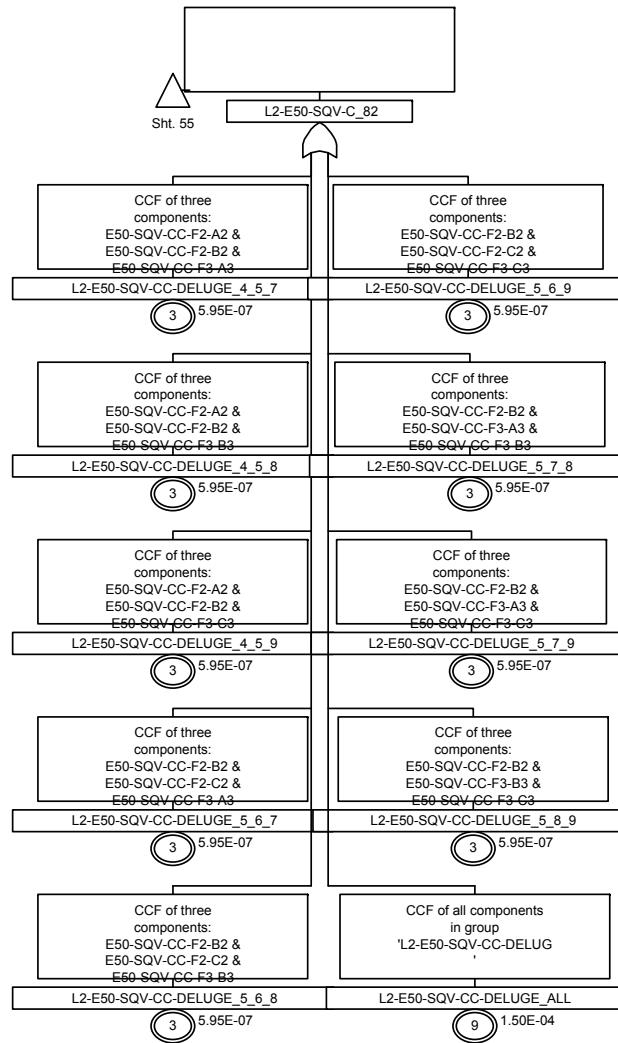 Sht. 55
L2-E50-SQV-C_82
CCF of three
components:
E50-SQV-CC-F2-A2 &
E50-SQV-CC-F2-B2 &
E50-SQV-CC-F3-A3
L2-E50-SQV-CC-DELUGE_4_5_7
3
5.95E-07
CCF of three
components:
E50-SQV-CC-F2-B2 &
E50-SQV-CC-F2-C2 &
E50-SQV-CC-F3-C3
L2-E50-SQV-CC-DELUGE_5_6_9
3
5.95E-07
CCF of three
components:
E50-SQV-CC-F2-A2 &
E50-SQV-CC-F2-B2 &
E50-SQV-CC-F3-B3
L2-E50-SQV-CC-DELUGE_4_5_8
3
5.95E-07
CCF of three
components:
E50-SQV-CC-F2-B2 &
E50-SQV-CC-F3-A3 &
E50-SQV-CC-F3-B3
L2-E50-SQV-CC-DELUGE_5_7_8
3
5.95E-07
CCF of three
components:
E50-SQV-CC-F2-A2 &
E50-SQV-CC-F2-B2 &
E50-SQV-CC-F3-C3
L2-E50-SQV-CC-DELUGE_4_5_9
3
5.95E-07
CCF of three
components:
E50-SQV-CC-F2-B2 &
E50-SQV-CC-F3-A3 &
E50-SQV-CC-F3-C3
L2-E50-SQV-CC-DELUGE_5_7_9
3
5.95E-07
CCF of three
components:
E50-SQV-CC-F2-B2 &
E50-SQV-CC-F2-C2 &
E50-SQV-CC-F3-A3
L2-E50-SQV-CC-DELUGE_5_6_7
3
5.95E-07
CCF of three
components:
E50-SQV-CC-F2-B2 &
E50-SQV-CC-F3-B3 &
E50-SQV-CC-F3-C3
L2-E50-SQV-CC-DELUGE_5_8_9
3
5.95E-07
CCF of three
components:
E50-SQV-CC-F2-B2 &
E50-SQV-CC-F2-C2 &
E50-SQV-CC-F3-B3
L2-E50-SQV-CC-DELUGE_5_6_8
3
5.95E-07
CCF of all components
in group
'L2-E50-SQV-CC-DELUG
'
L2-E50-SQV-CC-DELUGE_ALL
9
1.50E-04